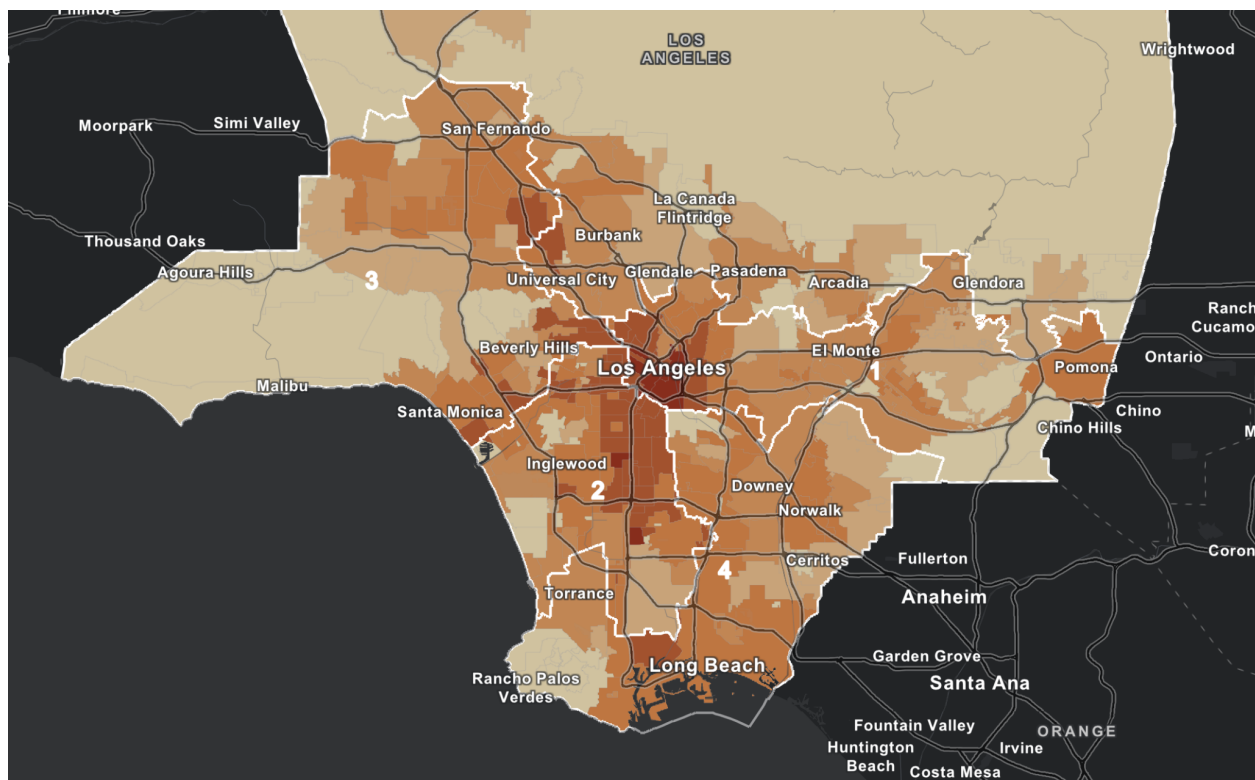 Fillmore
LOS
ANGELES
Wrightwood
Moorpark
Simi Valley
San Fernando
La Canada
Flintridge
Thousand Oaks
Burbank
Agoura Hills
3
Universal City
Glendale
Pasadena
Arcadia
Glendora
Ranch
Cucamo
Beverly Hills
El Monte
Ontario
Los Angeles
1
Pomona
Malibu
Santa Monica
Chino
Chino Hills
M
Inglewood
2
Downey
Norwalk
Cerritos
Fullerton
Coron
4
Torrance
Anaheim
Long Beach
Garden Grove
Rancho Palos
Verdes
Santa Ana
Fountain Valley
ORANGE
Huntington
Beach
Irvine
Costa Mesa